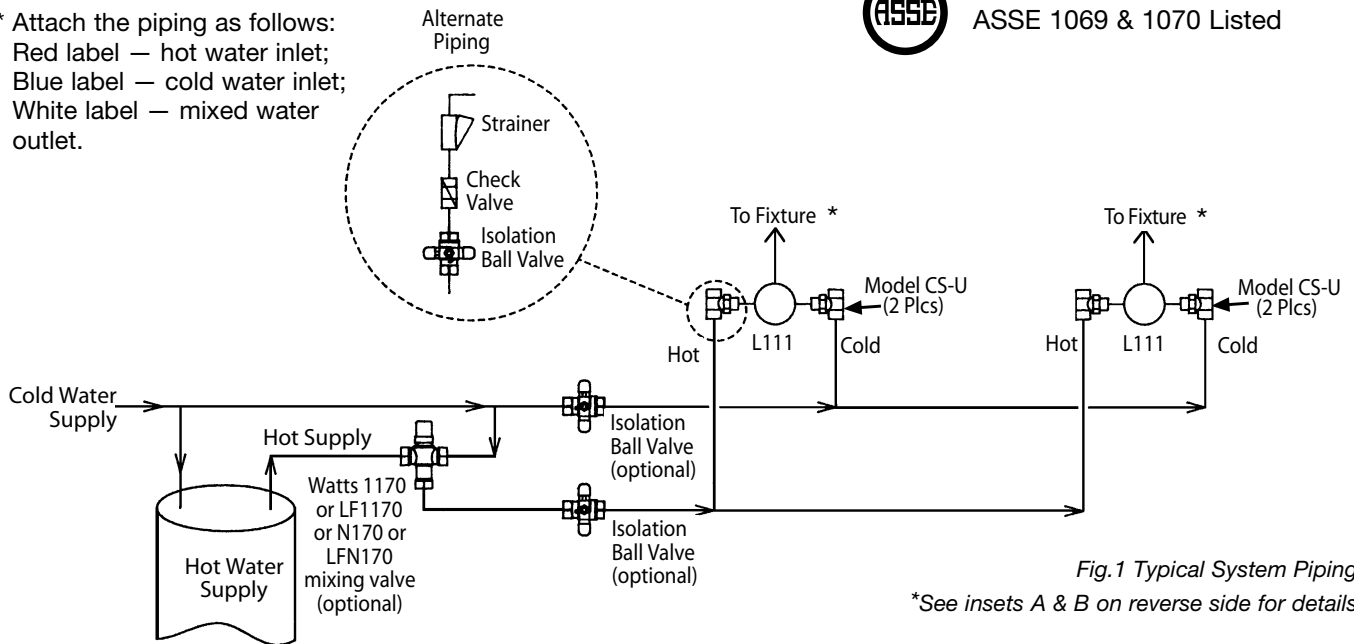 * Attach the piping as follows:
Red label — hot water inlet;
Blue label — cold water inlet;
White label — mixed water
outlet.
Alternate
Piping
ASSE
ASSE 1069 & 1070 Listed
Strainer
Check
Valve
Isolation
Ball Valve
To Fixture *
To Fixture *
Model CS-U
(2 Plcs)
Model CS-U
(2 Plcs)
Hot
L111
Cold
Hot
L111
Cold
Cold Water
Supply
Hot Supply
Isolation
Ball Valve
(optional)
Watts 1170
or LF1170
or N170 or
LFN170
mixing valve
(optional)
Isolation
Ball Valve
(optional)
Hot Water
Supply
Fig.1 Typical System Piping
*See insets A & B on reverse side for details